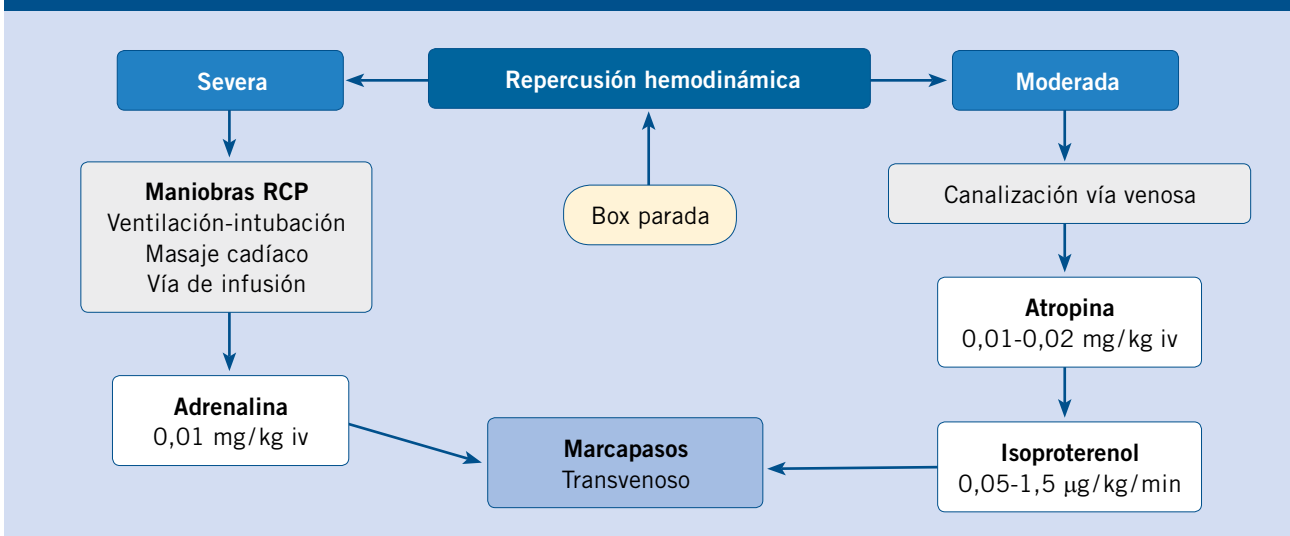 Severa
Repercusión hemodinámica
Moderada
Maniobras RCP
Ventilación-intubación
Masaje cadíaco
Vía de infusión
Box parada
Canalización vía venosa
Atropina
0,01-0,02 mg/kg iv
Adrenalina
0,01 mg/kg iv
Marcapasos
Transvenoso
Isoproterenol
0,05-1,5 μg/kg/min